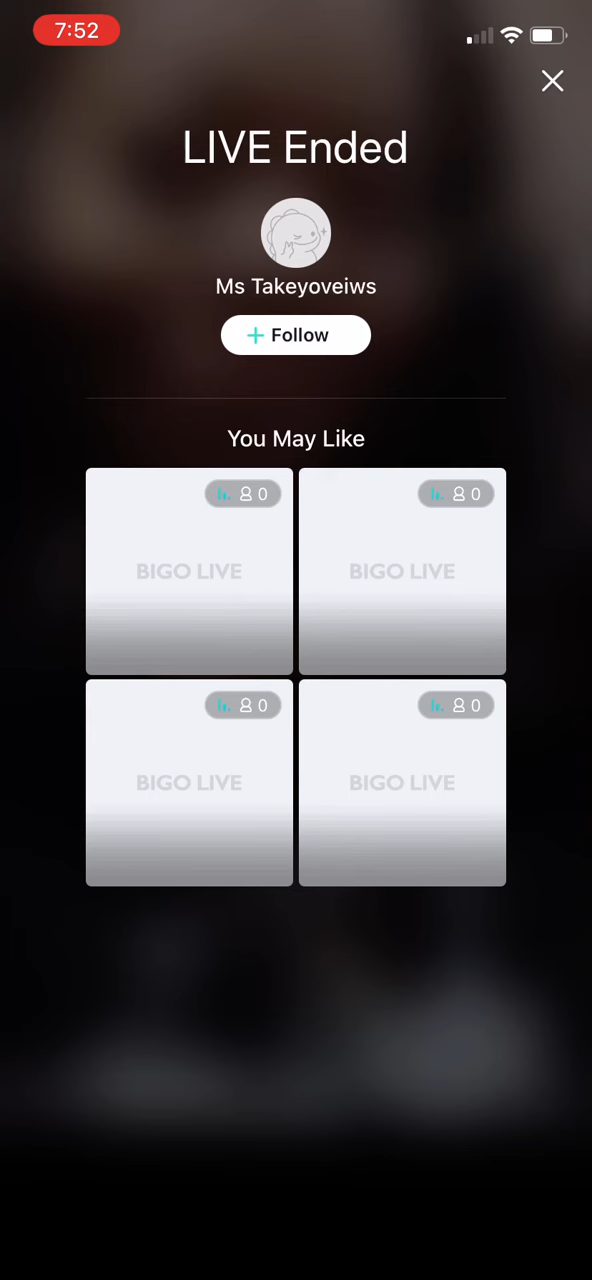 7:52
LIVE Ended
Ms Takeyoveiws
+ Follow
You May Like
0
0
BIGO LIVE
BIGO LIVE
0
0
BIGO LIVE
BIGO LIVE